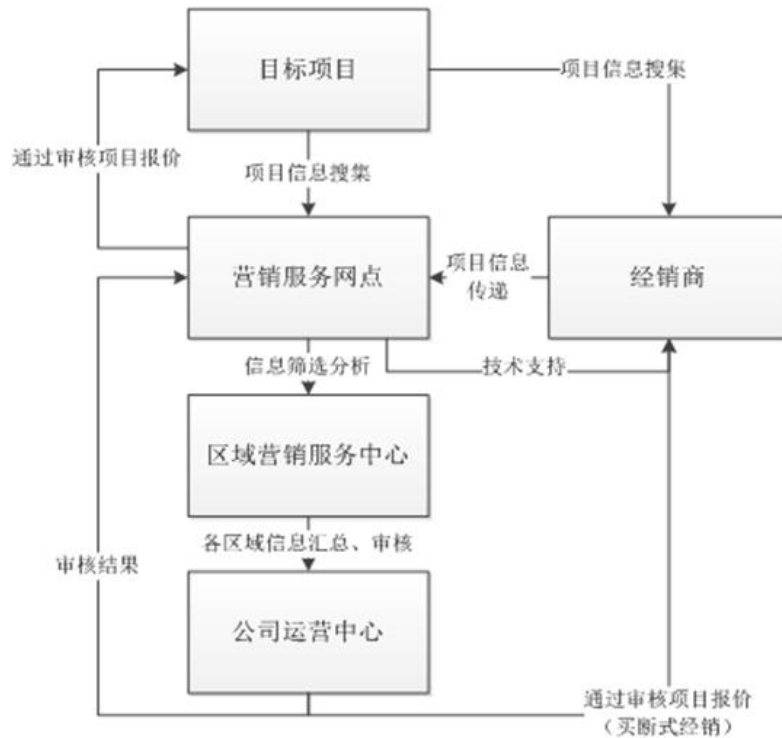 目标项目
项目信息搜集
通过审核项目报价
项目信息搜集
营销服务网点
项目信息
传递
经销商
信息筛选分析
技术支持
区域营销服务中心
各区域信息汇总、审核
审核结果
公司运营中心
通过审核项目报价
（买断式经销）